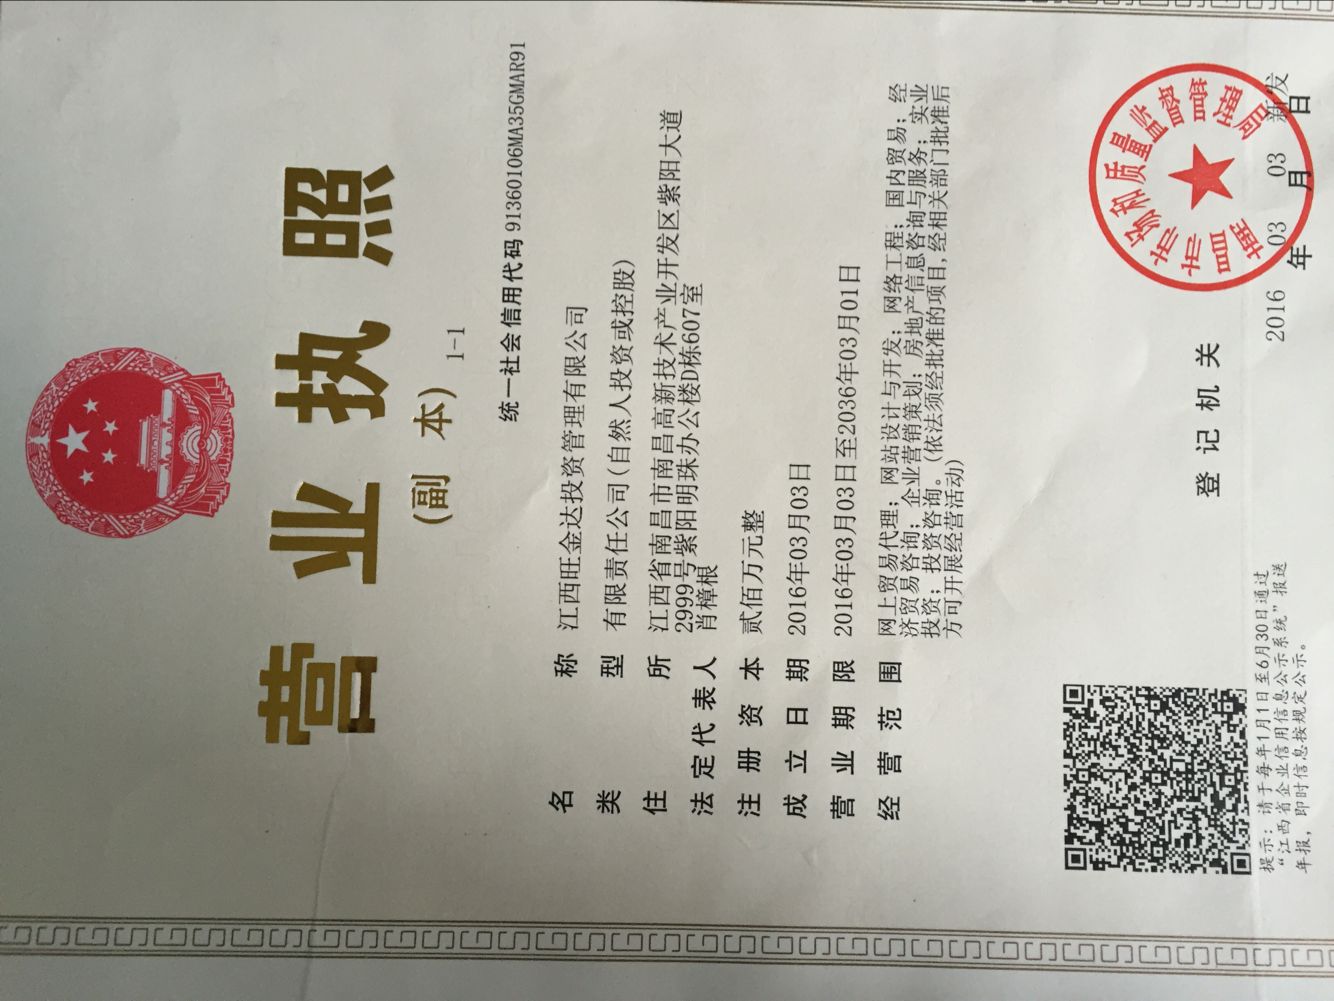 营业执照
(副 本)
1-1
统一社会信用代码 91360106MA35GMAR91
名 称 江西旺金达投资管理有限公司
类 型 有限责任公司(自然人投资或控股)
住 所 江西省南昌市南昌高新技术产业开发区紫阳大道
2999号紫阳明珠办公楼D栋607室
法定代表人 肖樟根
注册资本 贰佰万元整
成立日期 2016年03月03日
营业期限 2016年03月03日至2036年03月01日
经营范围 网上贸易代理；网站设计与开发；网络工程；国内贸易；经
济贸易咨询；企业营销策划；房地产信息咨询与服务；实业
投资；投资咨询。(依法须经批准的项目,经相关部门批准后
方可开展经营活动)
登记机关
2016 03 03 新发
年 月 日
提示：请于每年1月1日至6月30日通过
“江西省企业信用信息公示系统”报送
年报，即时信息按规定公示。